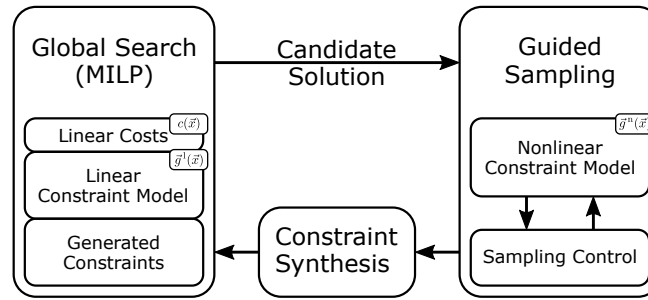 Global Search
(MILP)
Linear Costs
c(x⃗)
g⃗ˡ(x⃗)
Linear
Constraint Model
Generated
Constraints
Candidate
Solution
Constraint
Synthesis
Guided
Sampling
g⃗ⁿ(x⃗)
Nonlinear
Constraint Model
Sampling Control